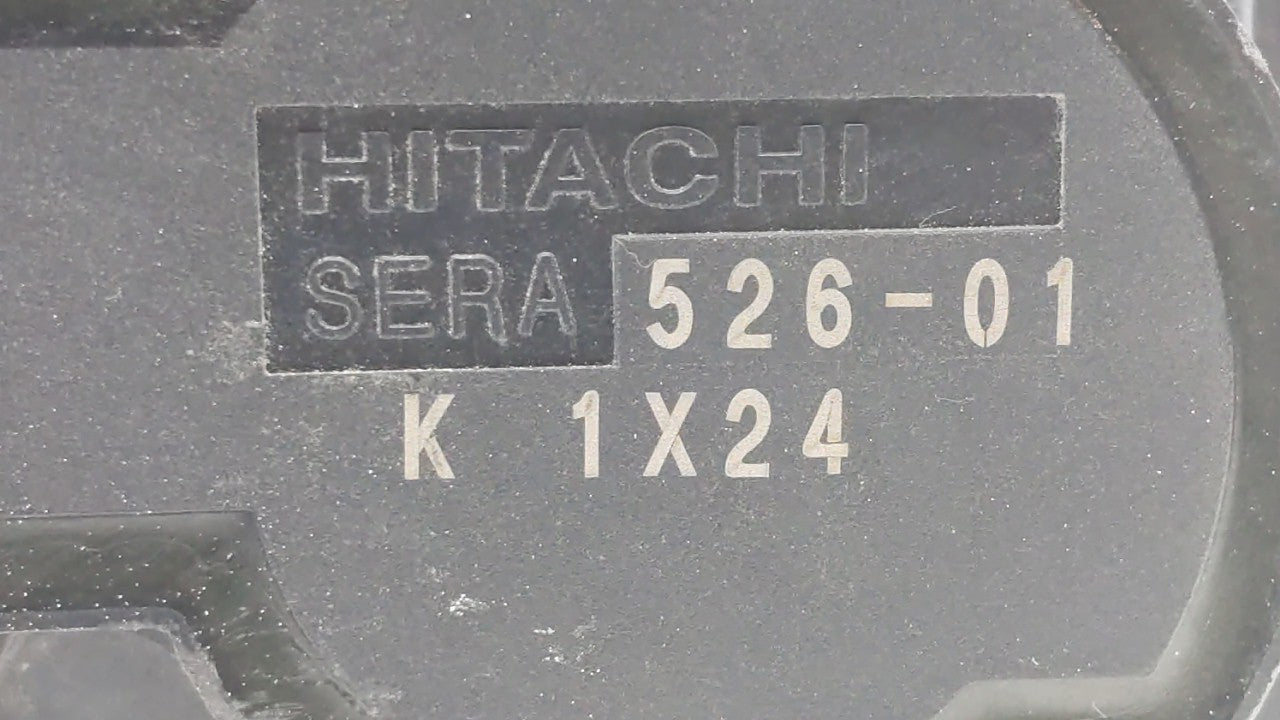 HITACHI
SERA 526-01
K 1X24